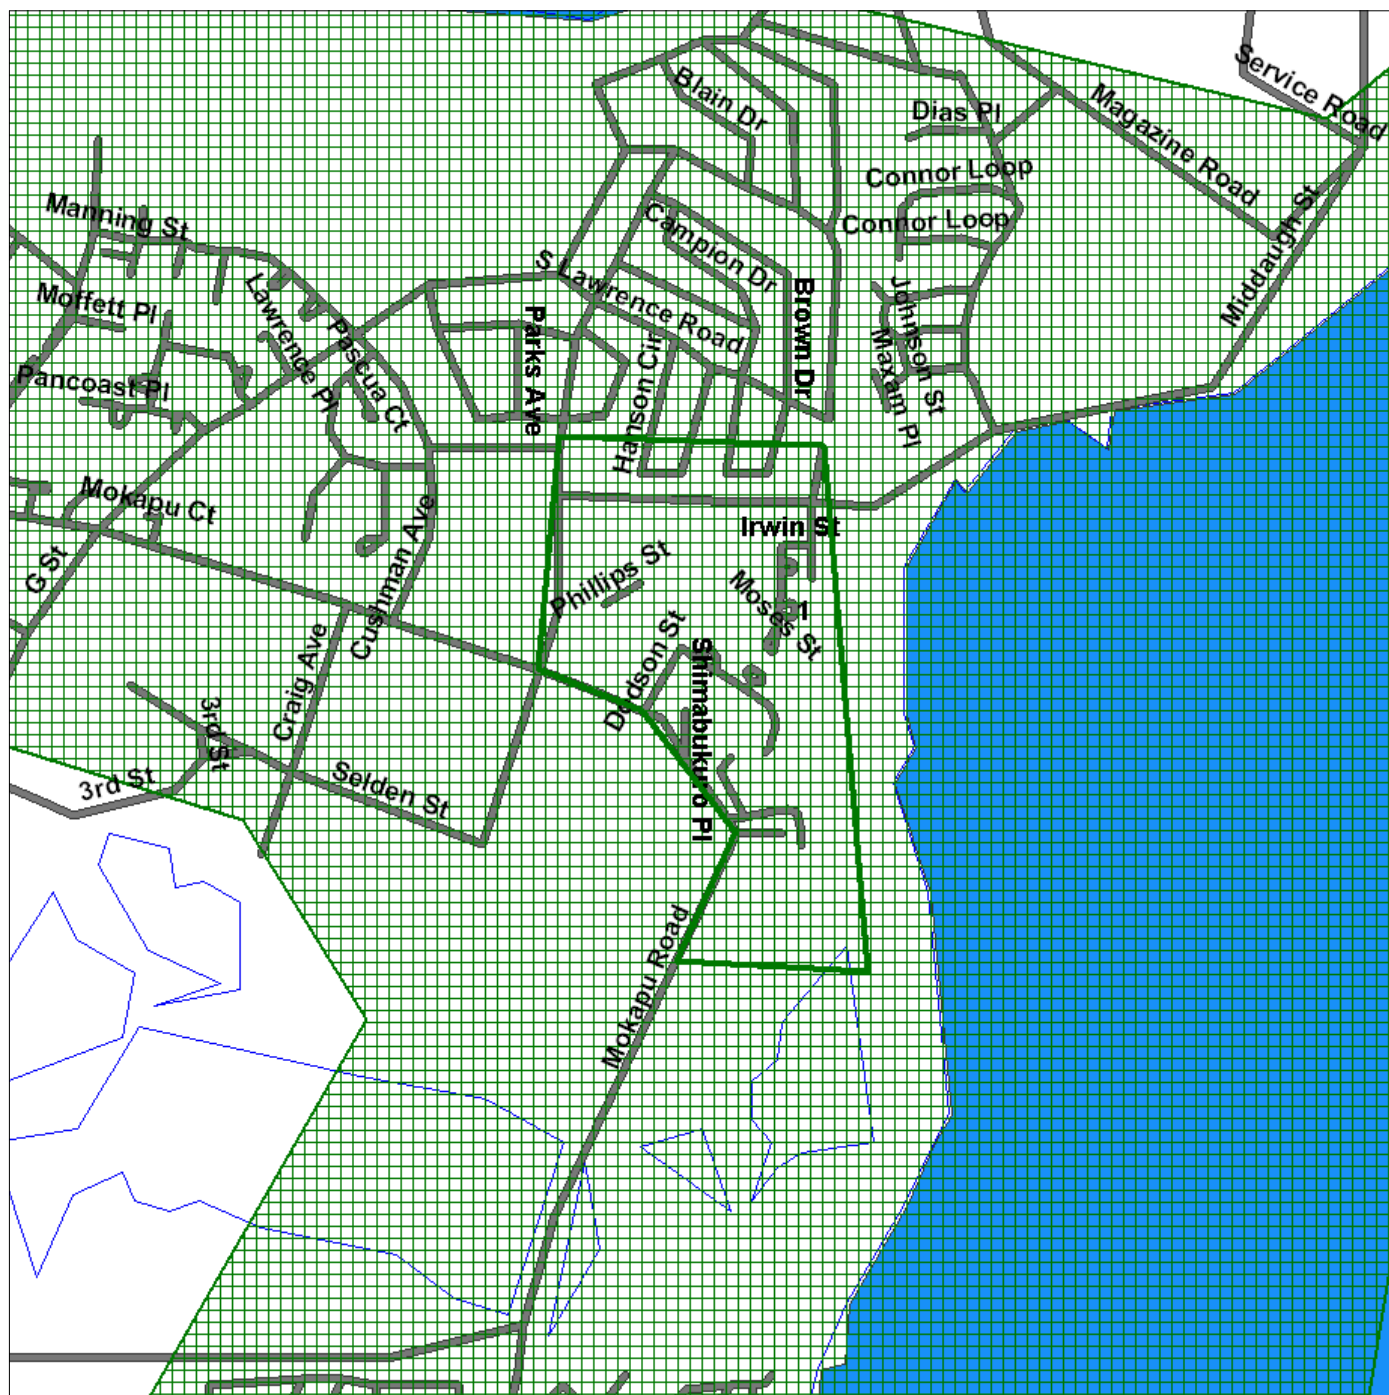 Service Road
Blain Dr
Dias Pl
Magazine Road
Connor Loop
Manning St
Connor Loop
Campion Dr
Middaugh St
S Lawrence Road
Moffett Pl
Lawrence Pl
Brown Dr
Johnson St
Parks Ave
Pascua Ct
Maxam Pl
Hanson Cir
Pancoast Pl
Mokapu Ct
Irwin St
Cushman Ave
G St
Phillips St
Moses St
1
Dodson St
Shimabukuro Pl
Craig Ave
3rd St
3rd St
Selden St
Mokapu Road